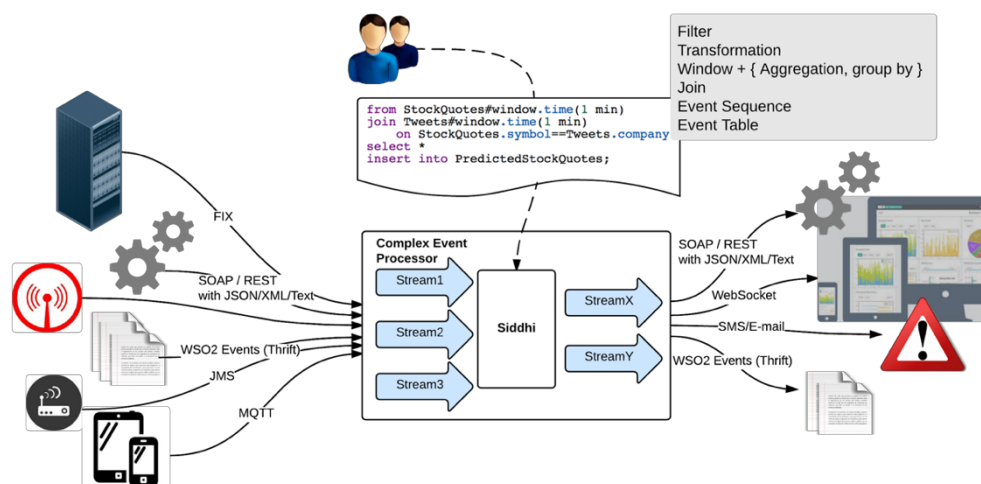 Filter
Transformation
Window + { Aggregation, group by }
Join
Event Sequence
Event Table
from StockQuotes#window.time(1 min)
join Tweets#window.time(1 min)
on StockQuotes.symbol==Tweets.company
select *
insert into PredictedStockQuotes;
FIX
SOAP / REST
with JSON/XML/Text
WSO2 Events (Thrift)
JMS
MQTT
Complex Event
Processor
Stream1
Stream2
Stream3
Siddhi
StreamX
StreamY
SOAP / REST
with JSON/XML/Text
WebSocket
SMS/E-mail
WSO2 Events (Thrift)